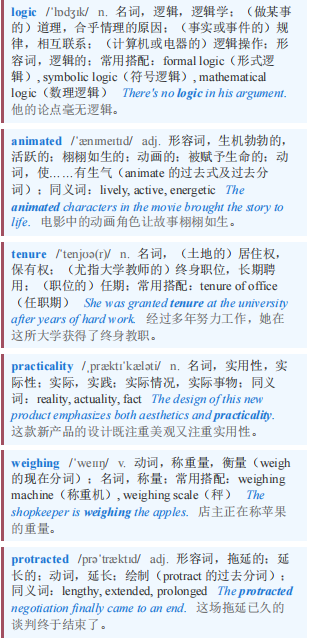 logic /ˈlɒdʒɪk/ n. 名词，逻辑，逻辑学；（做某事
的）道理，合乎情理的原因；（事实或事件的）规
律，相互联系；（计算机或电器的）逻辑操作；形
容词，逻辑的；常用搭配：formal logic（形式逻
辑）, symbolic logic（符号逻辑）, mathematical
logic（数理逻辑） There's no logic in his argument.
他的论点毫无逻辑。
animated /ˈænɪmeɪtɪd/ adj. 形容词，生机勃勃的，
活跃的；栩栩如生的；动画的；被赋予生命的；动
词，使……有生气（animate 的过去式及过去分
词）；同义词：lively, active, energetic The
animated characters in the movie brought the story to
life. 电影中的动画角色让故事栩栩如生。
tenure /ˈtenjʊə(r)/ n. 名词，（土地的）居住权，
保有权；（尤指大学教师的）终身职位，长期聘
用；（职位的）任期；常用搭配：tenure of office
（任职期） She was granted tenure at the university
after years of hard work. 经过多年努力工作，她在
这所大学获得了终身教职。
practicality /ˌpræktɪˈkæləti/ n. 名词，实用性，实
际性；实际，实践；实际情况，实际事物；同义
词：reality, actuality, fact The design of this new
product emphasizes both aesthetics and practicality.
这款新产品的设计既注重美观又注重实用性。
weighing /ˈweɪɪŋ/ v. 动词，称重量，衡量（weigh
的现在分词）；名词，称量；常用搭配：weighing
machine（称重机）, weighing scale（秤） The
shopkeeper is weighing the apples. 店主正在称苹果
的重量。
protracted /prəˈtræktɪd/ adj. 形容词，拖延的；延
长的；动词，延长；绘制（protract 的过去分词）；
同义词：lengthy, extended, prolonged The protracted
negotiation finally came to an end. 这场拖延已久的
谈判终于结束了。